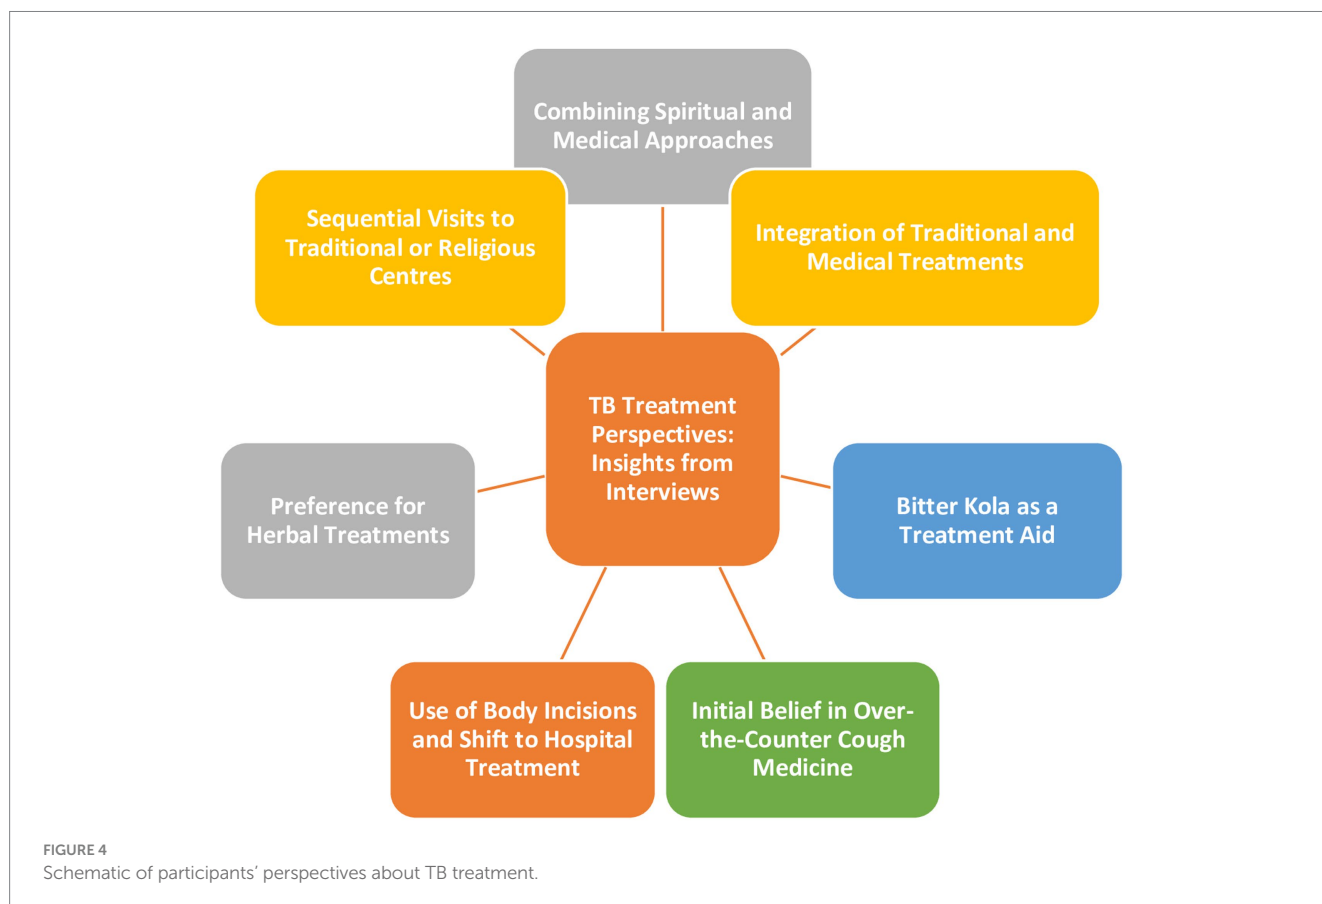 Combining Spiritual and
Medical Approaches
Sequential Visits to
Traditional or Religious
Centres
Integration of Traditional and
Medical Treatments
TB Treatment
Perspectives:
Insights from
Interviews
Preference for
Herbal Treatments
Bitter Kola as a
Treatment Aid
Use of Body Incisions
and Shift to Hospital
Treatment
Initial Belief in Over-
the-Counter Cough
Medicine
FIGURE 4
Schematic of participants’ perspectives about TB treatment.